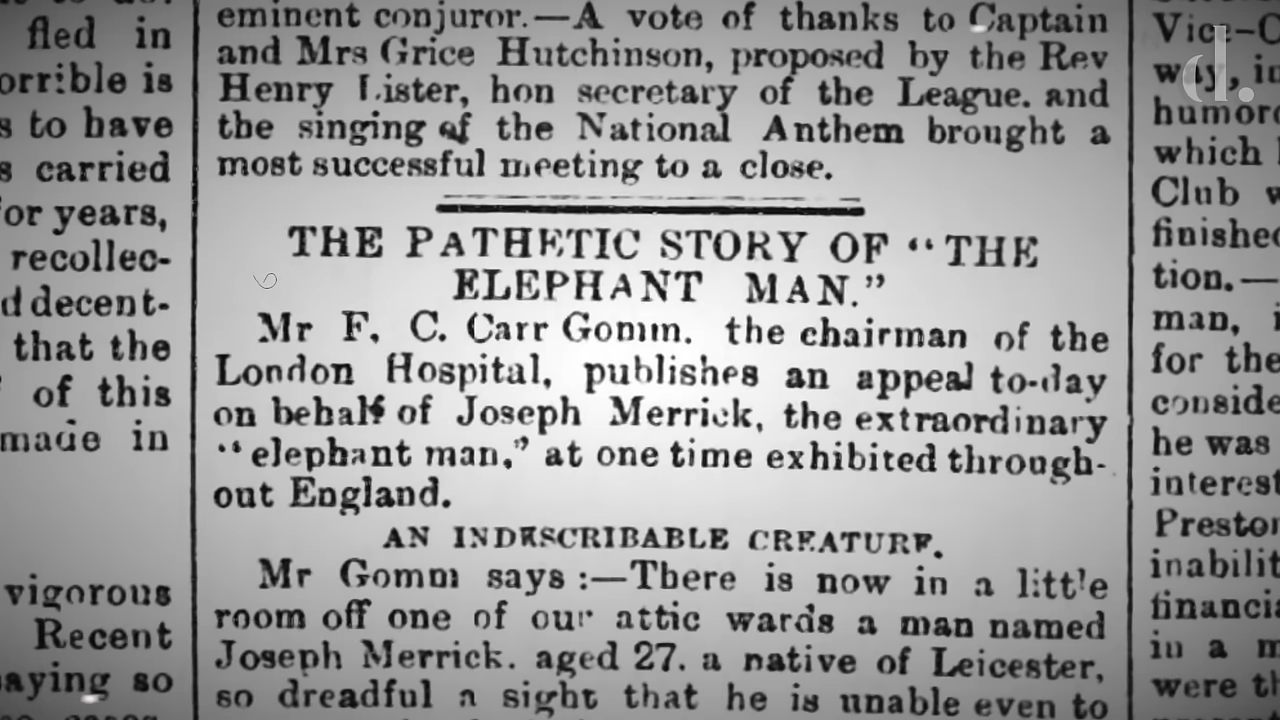 fled in
orrible is
s to have
s carried
for years,
recollec-
d decent-
that the
of this
made in
vigorous
Recent
saying so
eminent conjuror.—A vote of thanks to Captain
and Mrs Grice Hutchinson, proposed by the Rev
Henry Lister, hon secretary of the League. and
the singing of the National Anthem brought a
most successful meeting to a close.
THE PATHETIC STORY OF “THE
ELEPHANT MAN.”
Mr F. C. Carr Gomm. the chairman of the
London Hospital, publishes an appeal to-day
on behalf of Joseph Merrick, the extraordinary
“elephant man,” at one time exhibited through-
out England.
AN INDESCRIBABLE CREATURE.
Mr Gomm says :—There is now in a little
room off one of our attic wards a man named
Joseph Merrick. aged 27. a native of Leicester,
so dreadful a sight that he is unable even to
Vice-C
way, in
humoro
which
Club w
finished
tion.—
man, i
for the
conside
he was
interest
Preston
inabilit
financia
in a m
were th
d.